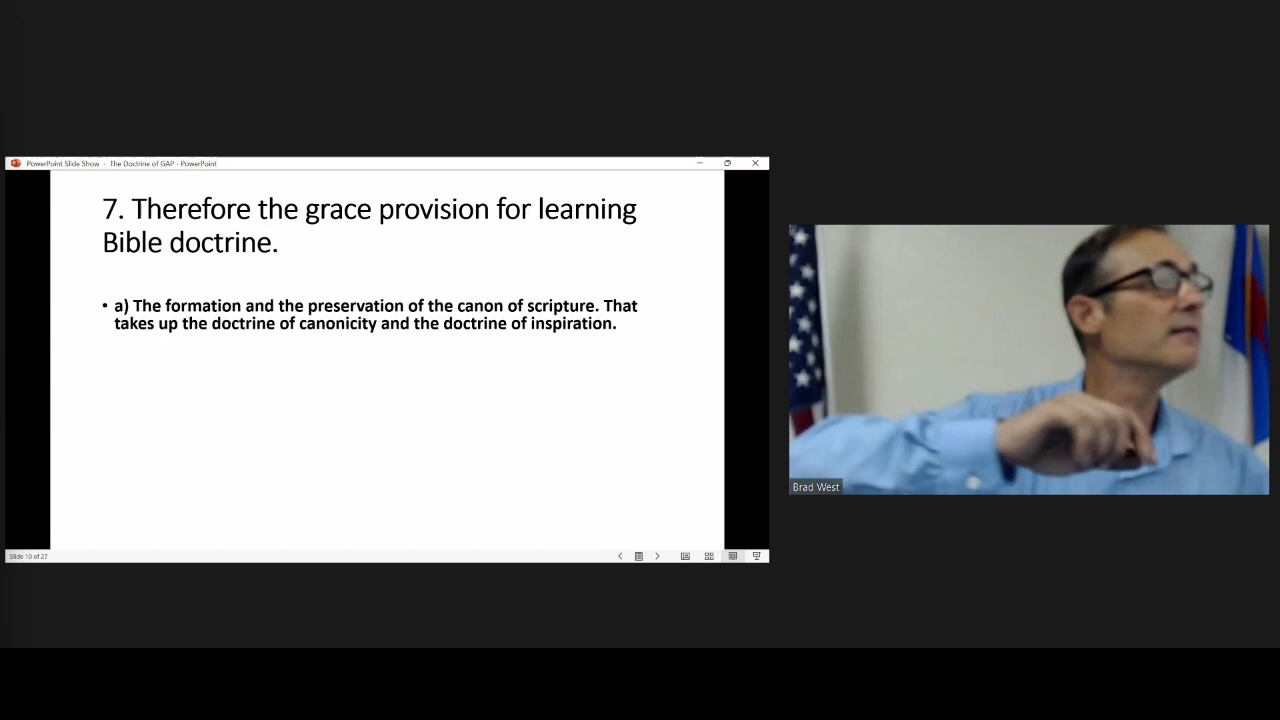 PowerPoint Slide Show - The Doctrine of GAP - PowerPoint
7. Therefore the grace provision for learning
Bible doctrine.
• a) The formation and the preservation of the canon of scripture. That
takes up the doctrine of canonicity and the doctrine of inspiration.
Brad West
Slide 10 of 27